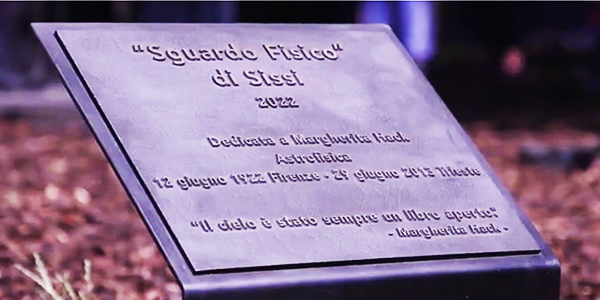 "Sguardo Fisico"
di Sissi
2022
Dedicata a Margherita Hack
Astrofisica
12 giugno 1922 Firenze - 29 giugno 2013 Trieste
"Il cielo è stato sempre un libro aperto".
- Margherita Hack -